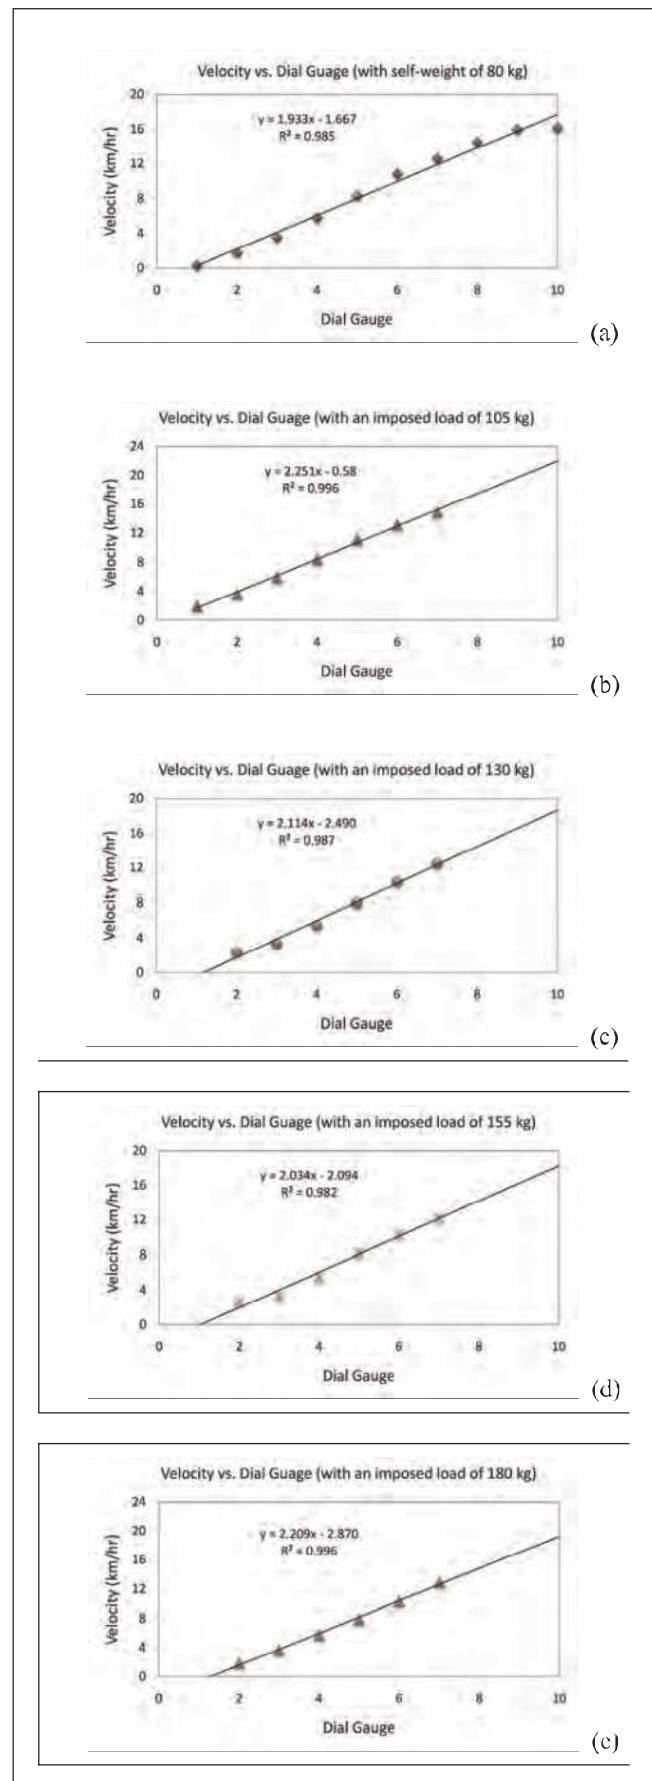 Velocity vs. Dial Guage (with self-weight of 80 kg)
20
y = 1.933x - 1.667
R² = 0.985
16
12
8
4
0
Velocity (km/hr)
0 2 4 6 8 10
Dial Gauge
(a)
Velocity vs. Dial Guage (with an imposed load of 105 kg)
24
y = 2.251x - 0.58
R² = 0.996
20
16
12
8
4
0
Velocity (km/hr)
0 2 4 6 8 10
Dial Gauge
(b)
Velocity vs. Dial Guage (with an imposed load of 130 kg)
20
y = 2.114x - 2.490
R² = 0.987
16
12
8
4
0
Velocity (km/hr)
0 2 4 6 8 10
Dial Gauge
(c)
Velocity vs. Dial Guage (with an imposed load of 155 kg)
20
y = 2.034x - 2.094
R² = 0.982
16
12
8
4
0
Velocity (km/hr)
0 2 4 6 8 10
Dial Gauge
(d)
Velocity vs. Dial Guage (with an imposed load of 180 kg)
24
y = 2.209x - 2.870
R² = 0.996
20
16
12
8
4
0
Velocity (km/hr)
0 2 4 6 8 10
Dial Gauge
(e)